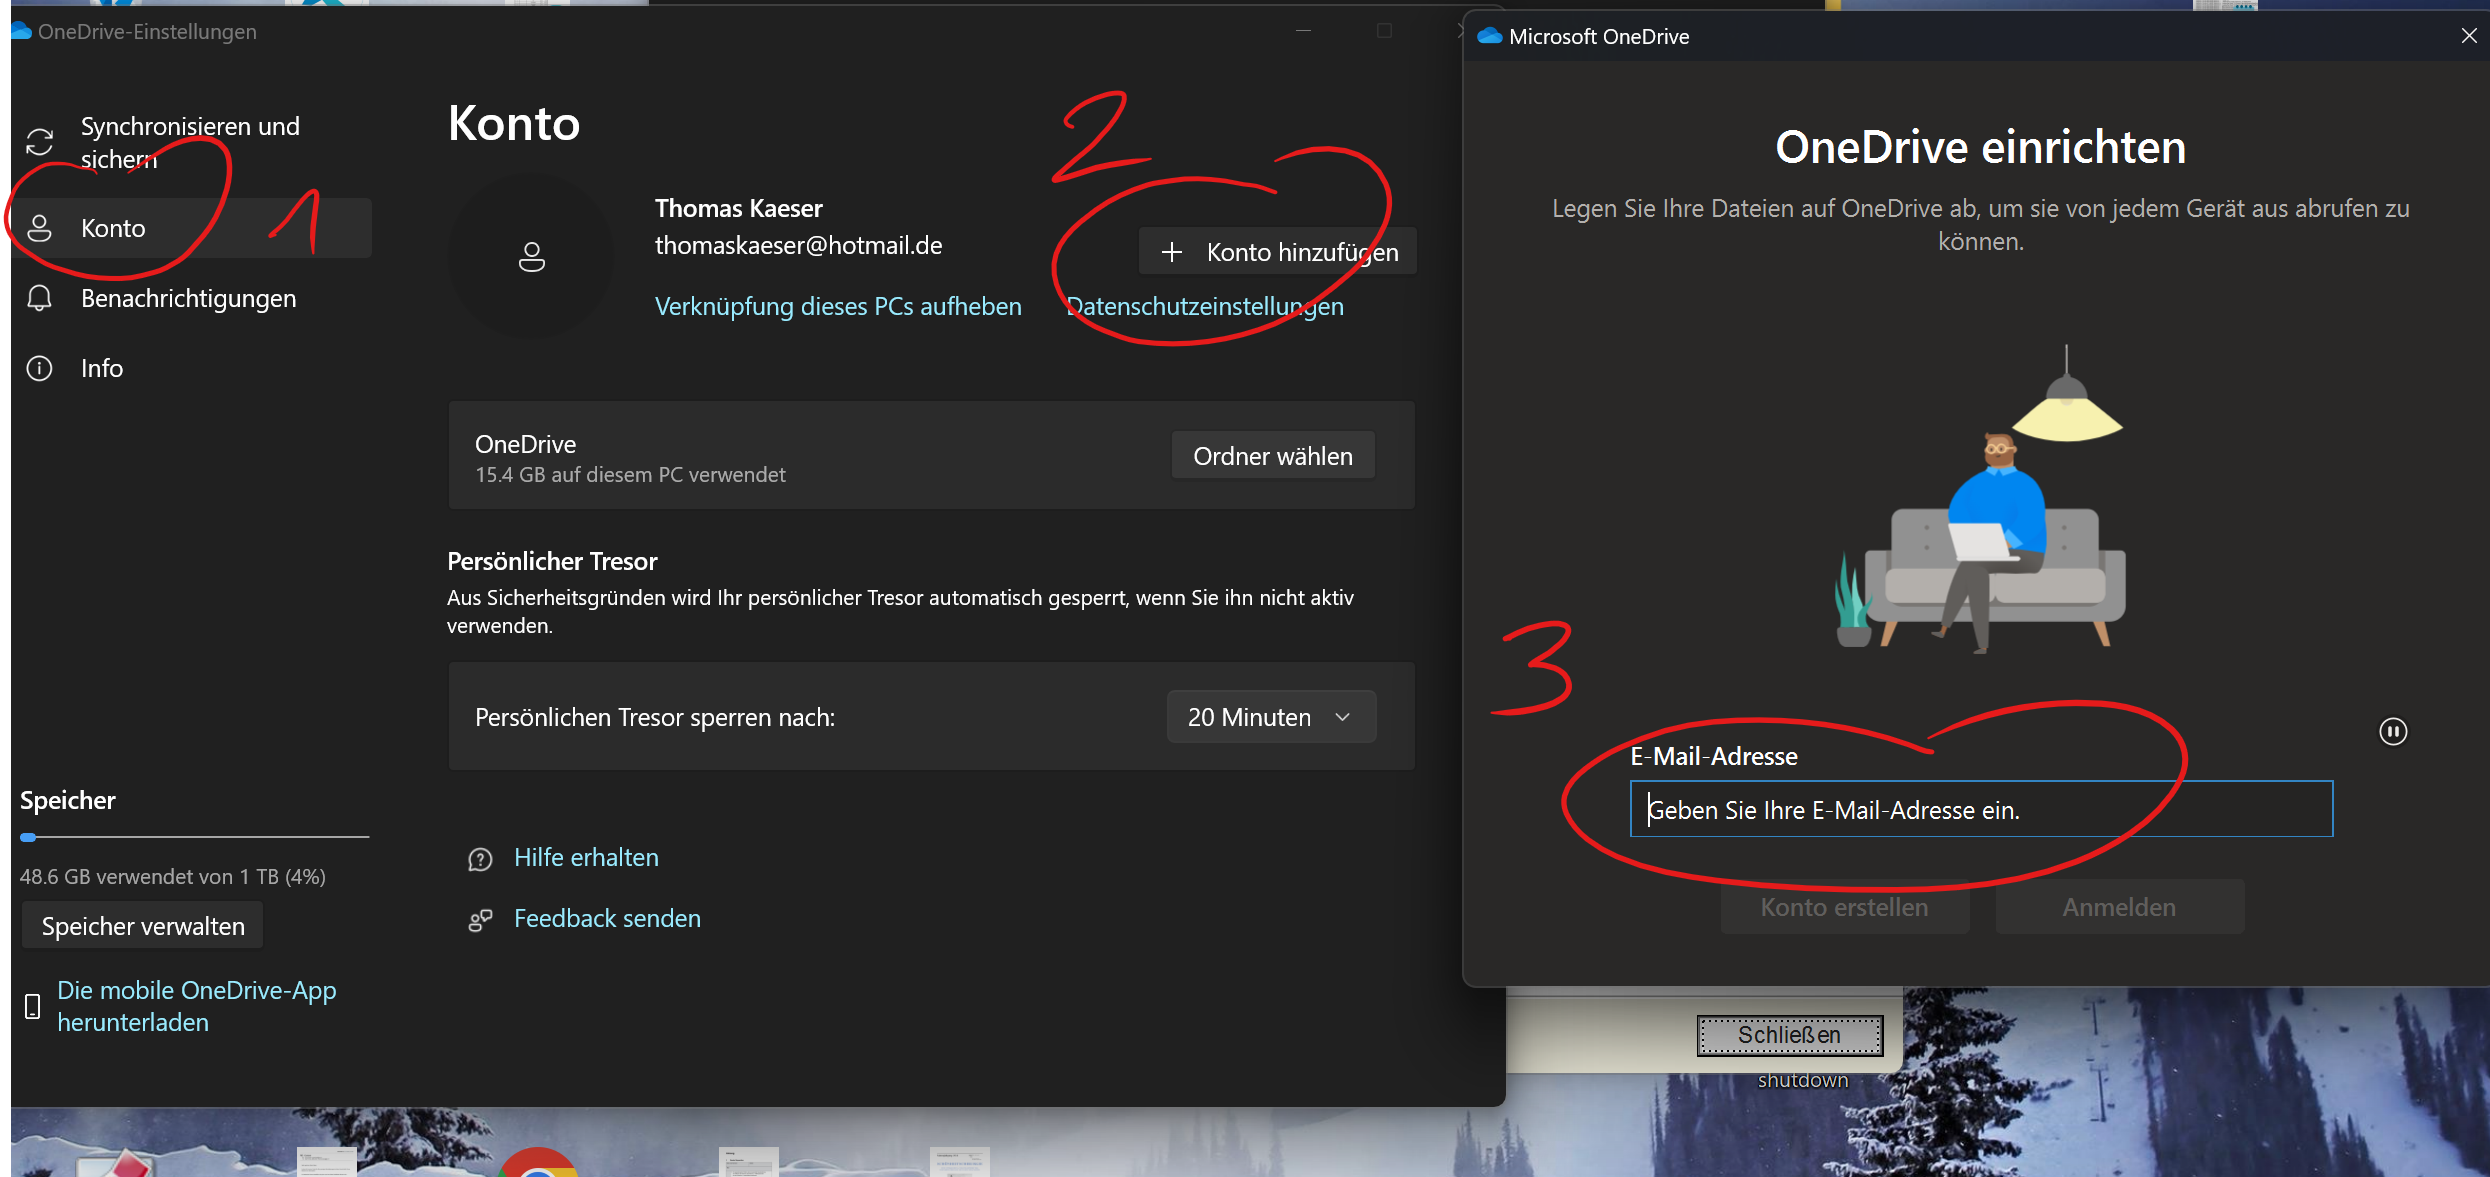 OneDrive-Einstellungen
Synchronisieren und
sichern
Konto
1
Benachrichtigungen
Info
Speicher
48.6 GB verwendet von 1 TB (4%)
Speicher verwalten
Die mobile OneDrive-App
herunterladen
Konto
2
Thomas Kaeser
thomaskaeser@hotmail.de
Konto hinzufügen
Verknüpfung dieses PCs aufheben
Datenschutzeinstellungen
OneDrive
15.4 GB auf diesem PC verwendet
Ordner wählen
Persönlicher Tresor
Aus Sicherheitsgründen wird Ihr persönlicher Tresor automatisch gesperrt, wenn Sie ihn nicht aktiv
verwenden.
Persönlichen Tresor sperren nach:
20 Minuten
Hilfe erhalten
Feedback senden
Microsoft OneDrive
OneDrive einrichten
Legen Sie Ihre Dateien auf OneDrive ab, um sie von jedem Gerät aus abrufen zu
können.
3
E-Mail-Adresse
Geben Sie Ihre E-Mail-Adresse ein.
Konto erstellen
Anmelden
Schließen
shutdown